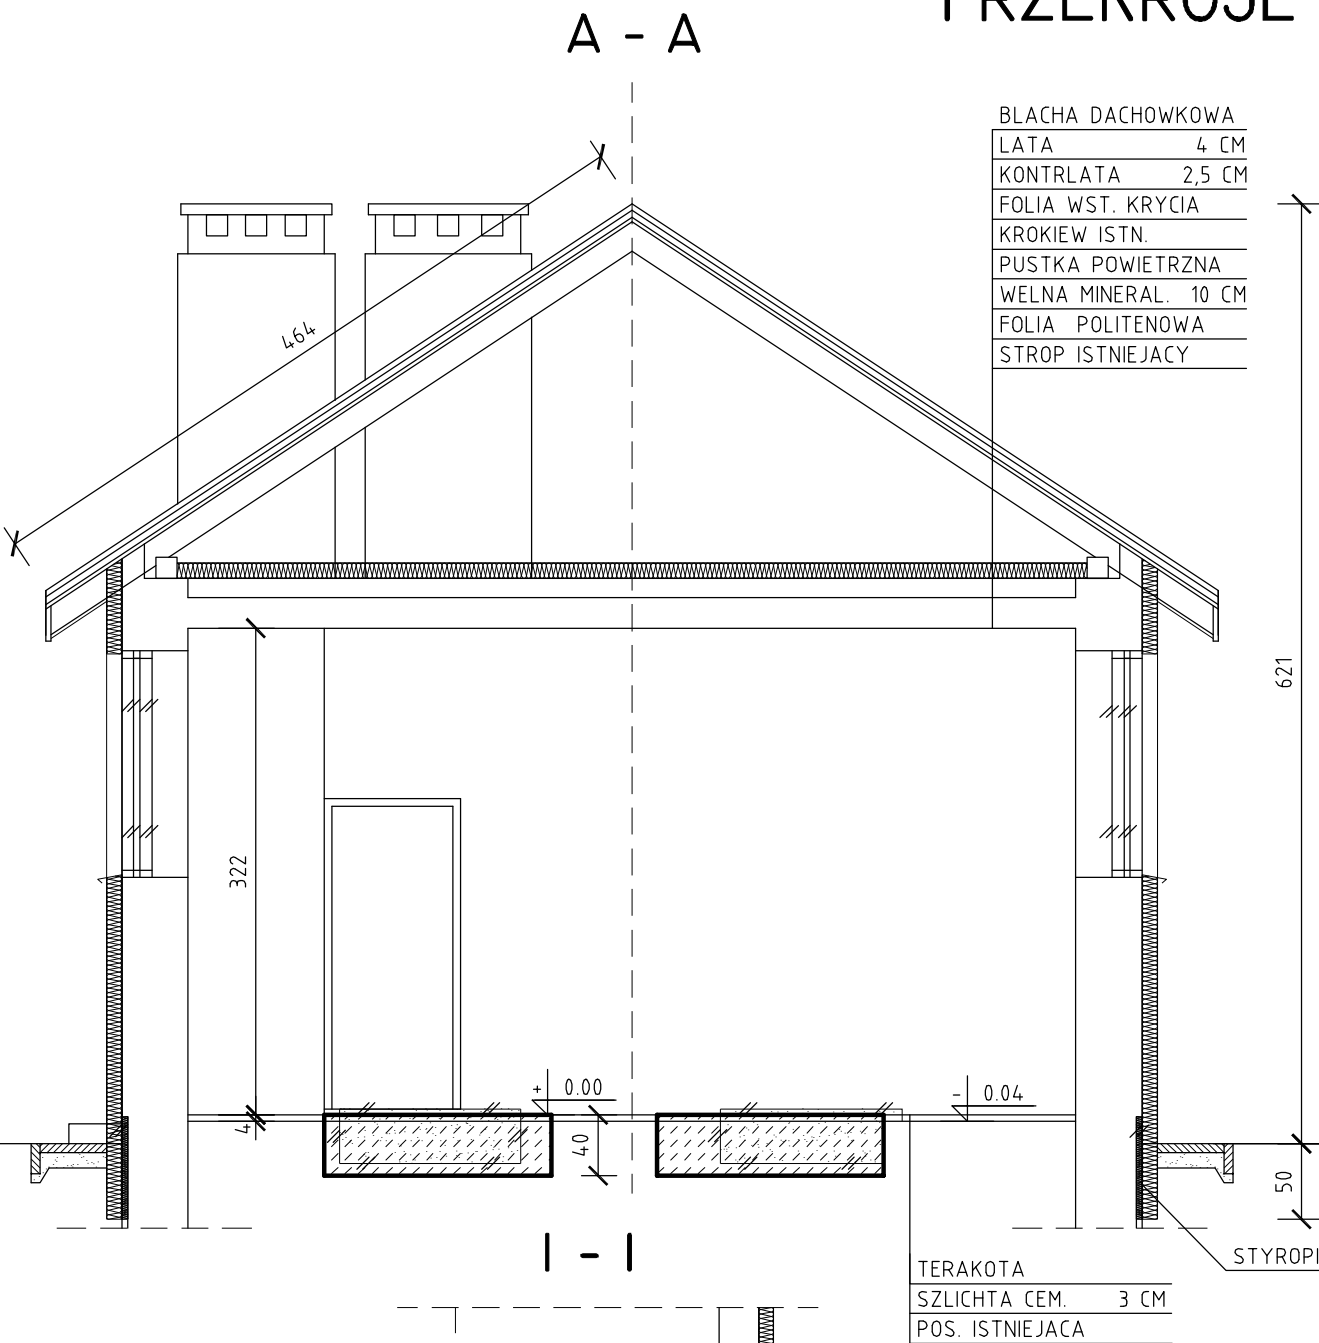 PRZEKROJE
A - A
BLACHA DACHOWKOWA
LATA 4 CM
KONTRLATA 2,5 CM
FOLIA WST. KRYCIA
KROKIEW ISTN.
PUSTKA POWIETRZNA
WELNA MINERAL. 10 CM
FOLIA POLITENOWA
STROP ISTNIEJACY
464
621
322
+ 0.00
- 0.04
4
40
50
I - I
STYROPI
TERAKOTA
SZLICHTA CEM. 3 CM
POS. ISTNIEJACA